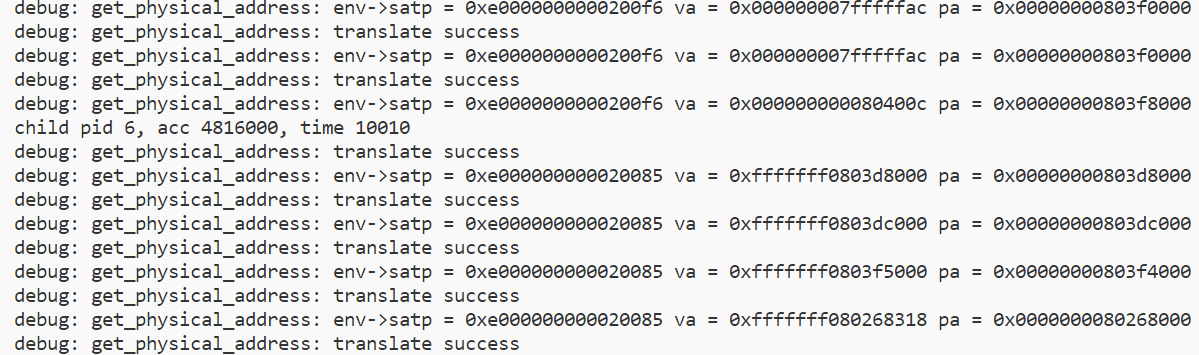 debug: get_physical_address: env->satp = 0xe0000000000200f6 va = 0x000000007fffffac pa = 0x00000000803f0000
debug: get_physical_address: translate success
debug: get_physical_address: env->satp = 0xe0000000000200f6 va = 0x000000007fffffac pa = 0x00000000803f0000
debug: get_physical_address: translate success
debug: get_physical_address: env->satp = 0xe0000000000200f6 va = 0x000000000080400c pa = 0x00000000803f8000
child pid 6, acc 4816000, time 10010
debug: get_physical_address: translate success
debug: get_physical_address: env->satp = 0xe000000000020085 va = 0xfffffff0803d8000 pa = 0x00000000803d8000
debug: get_physical_address: translate success
debug: get_physical_address: env->satp = 0xe000000000020085 va = 0xfffffff0803dc000 pa = 0x00000000803dc000
debug: get_physical_address: translate success
debug: get_physical_address: env->satp = 0xe000000000020085 va = 0xfffffff0803f5000 pa = 0x00000000803f4000
debug: get_physical_address: translate success
debug: get_physical_address: env->satp = 0xe000000000020085 va = 0xfffffff080268318 pa = 0x0000000080268000
debug: get_physical_address: translate success